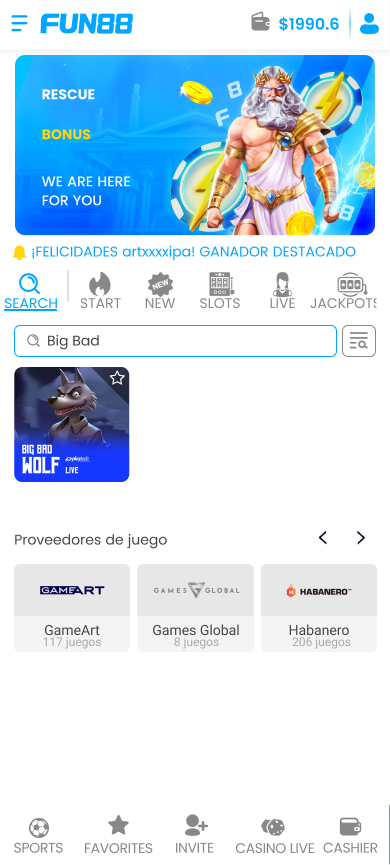 FUN88
$1990.6
RESCUE
BONUS
WE ARE HERE
FOR YOU
¡FELICIDADES artxxxxipa! GANADOR DESTACADO
SEARCH
START
NEW
SLOTS
LIVE
JACKPOTS
Big Bad
BIG BAD
WOLF
LIVE
Proveedores de juego
GAMEART
GAMES GLOBAL
HABANERO
GameArt
Games Global
Habanero
117 juegos
8 juegos
206 juegos
SPORTS
FAVORITES
INVITE
CASINO LIVE
CASHIER